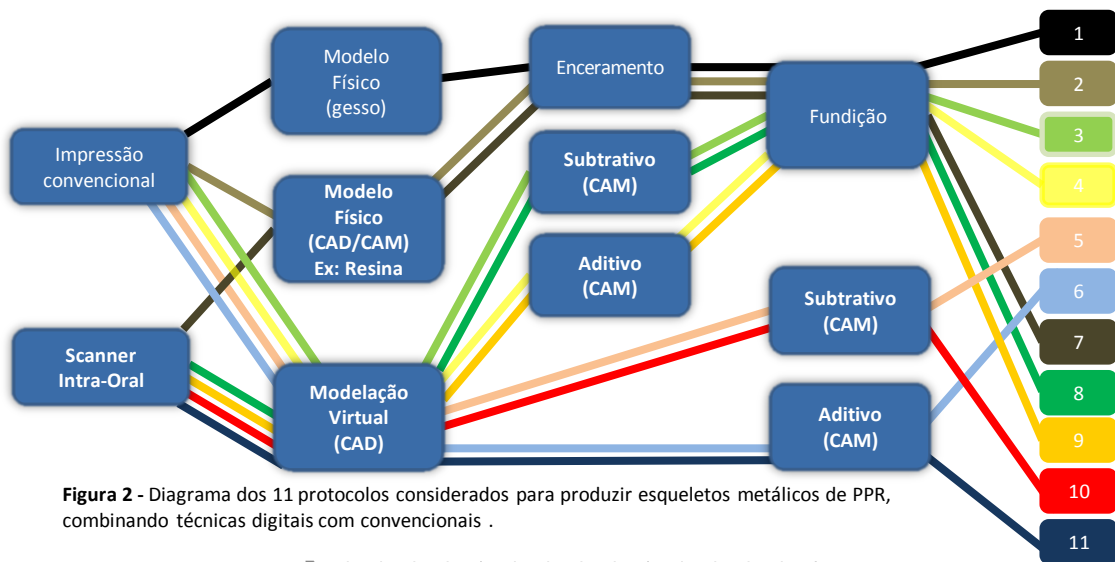 Impressão
convencional
Scanner
Intra-Oral
Modelo
Físico
(gesso)
Modelo
Físico
(CAD/CAM)
Ex: Resina
Modelação
Virtual
(CAD)
Enceramento
Subtrativo
(CAM)
Aditivo
(CAM)
Fundição
Subtrativo
(CAM)
Aditivo
(CAM)
1
2
3
4
5
6
7
8
9
10
11
Figura 2 - Diagrama dos 11 protocolos considerados para produzir esqueletos metálicos de PPR,
combinando técnicas digitais com convencionais .